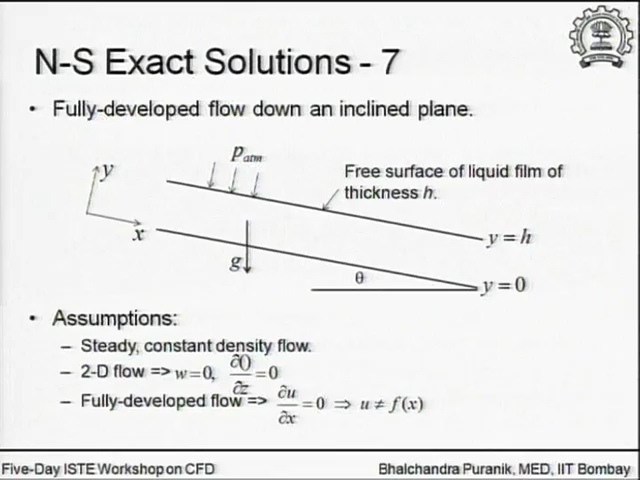 N-S Exact Solutions - 7
• Fully-developed flow down an inclined plane.
p_atm
y
Free surface of liquid film of
thickness h.
x
y = h
g
θ
y = 0
• Assumptions:
– Steady, constant density flow.
– 2-D flow => w = 0, ∂()/∂z = 0
– Fully-developed flow => ∂u/∂x = 0 ⇒ u ≠ f(x)
Five-Day ISTE Workshop on CFD
Bhalchandra Puranik, MED, IIT Bombay